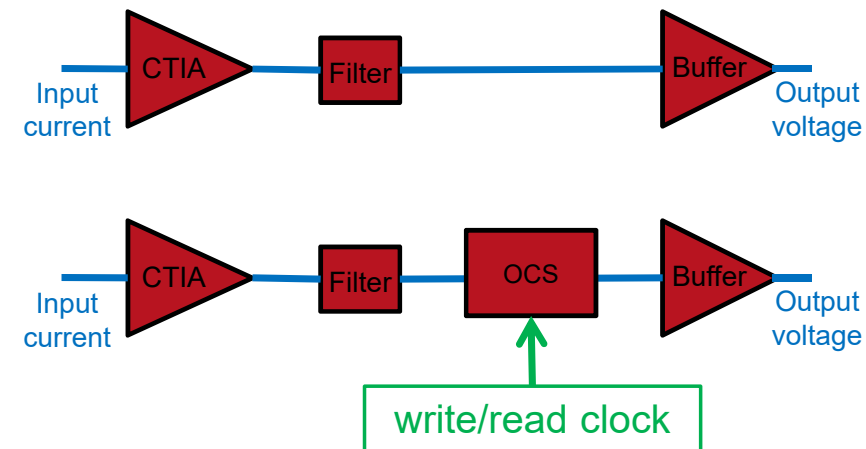 CTIA
Filter
Buffer
Input
current
Output
voltage
CTIA
Filter
OCS
Buffer
Input
current
Output
voltage
write/read clock